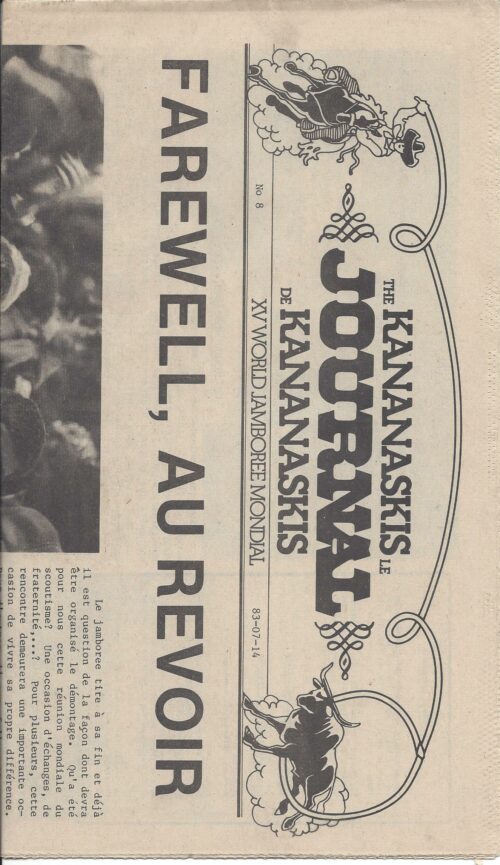 THE KANANASKIS LE
JOURNAL
DE KANANASKIS
No 8
XV WORLD JAMBOREE MONDIAL
83-07-14
FAREWELL, AU REVOIR
Le jamboree tire à sa fin et déjà
il est question de la façon dont devra
être organisé le démontage. Qu'a été
pour nous cette réunion mondiale du
scoutisme? Une occasion d'échanges, de
fraternité,...? Pour plusieurs, cette
rencontre demeurera une importante oc-
casion de vivre sa propre différence.